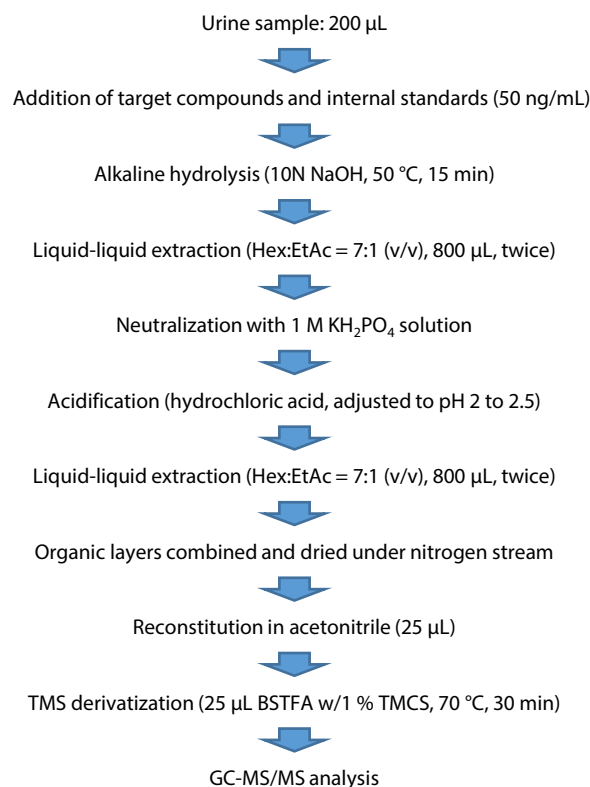 Urine sample: 200 µL
Addition of target compounds and internal standards (50 ng/mL)
Alkaline hydrolysis (10N NaOH, 50 °C, 15 min)
Liquid-liquid extraction (Hex:EtAc = 7:1 (v/v), 800 µL, twice)
Neutralization with 1 M KH₂PO₄ solution
Acidification (hydrochloric acid, adjusted to pH 2 to 2.5)
Liquid-liquid extraction (Hex:EtAc = 7:1 (v/v), 800 µL, twice)
Organic layers combined and dried under nitrogen stream
Reconstitution in acetonitrile (25 µL)
TMS derivatization (25 µL BSTFA w/1 % TMCS, 70 °C, 30 min)
GC-MS/MS analysis